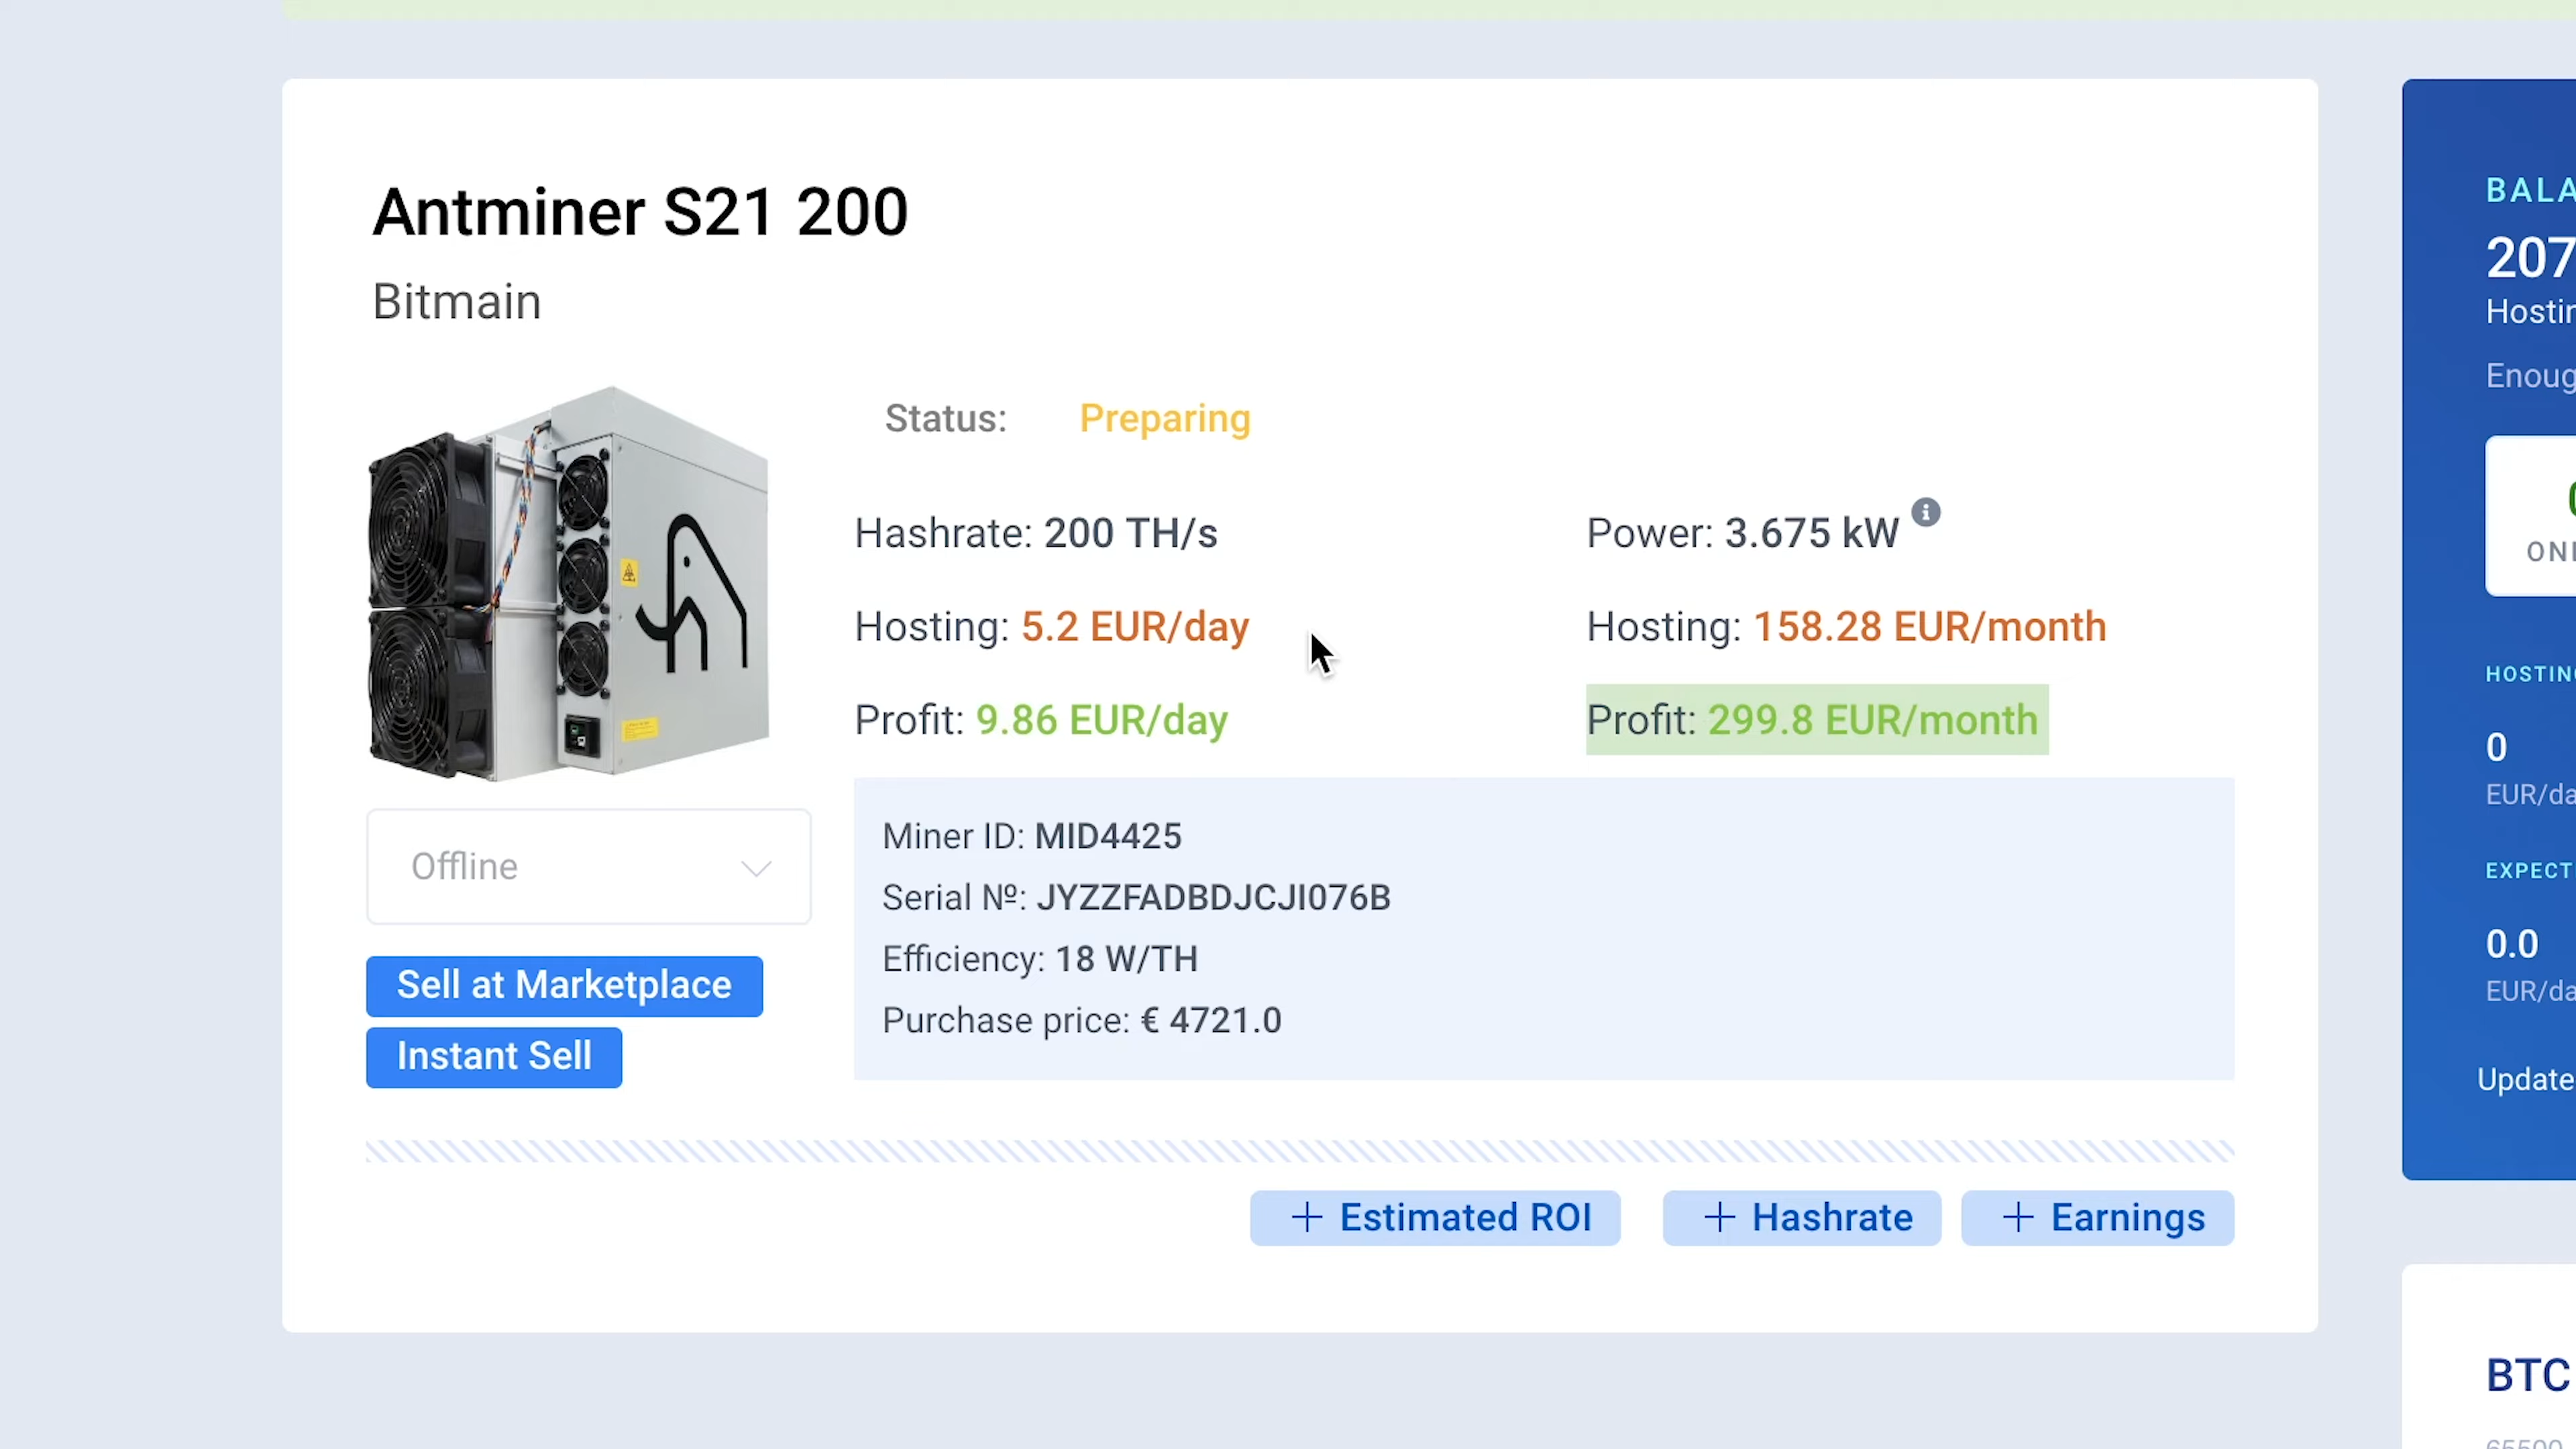 Antminer S21 200
Bitmain
Status: Preparing
Hashrate: 200 TH/s
Power: 3.675 kW
Hosting: 5.2 EUR/day
Hosting: 158.28 EUR/month
Profit: 9.86 EUR/day
Profit: 299.8 EUR/month
Miner ID: MID4425
Serial Nº: JYZZFADBDJCJI076B
Efficiency: 18 W/TH
Purchase price: € 4721.0
Offline
Sell at Marketplace
Instant Sell
+ Estimated ROI
+ Hashrate
+ Earnings
BALA
207
Hostin
Enoug
ONI
HOSTING
0
EUR/da
EXPECT
0.0
EUR/da
Update
BTC